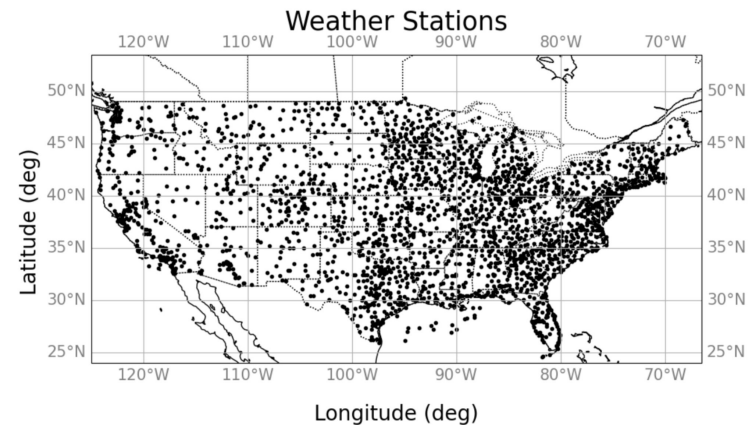 Weather Stations
120°W 110°W 100°W 90°W 80°W 70°W
50°N 50°N
45°N 45°N
40°N 40°N
35°N 35°N
30°N 30°N
25°N 25°N
Latitude (deg)
120°W 110°W 100°W 90°W 80°W 70°W
Longitude (deg)